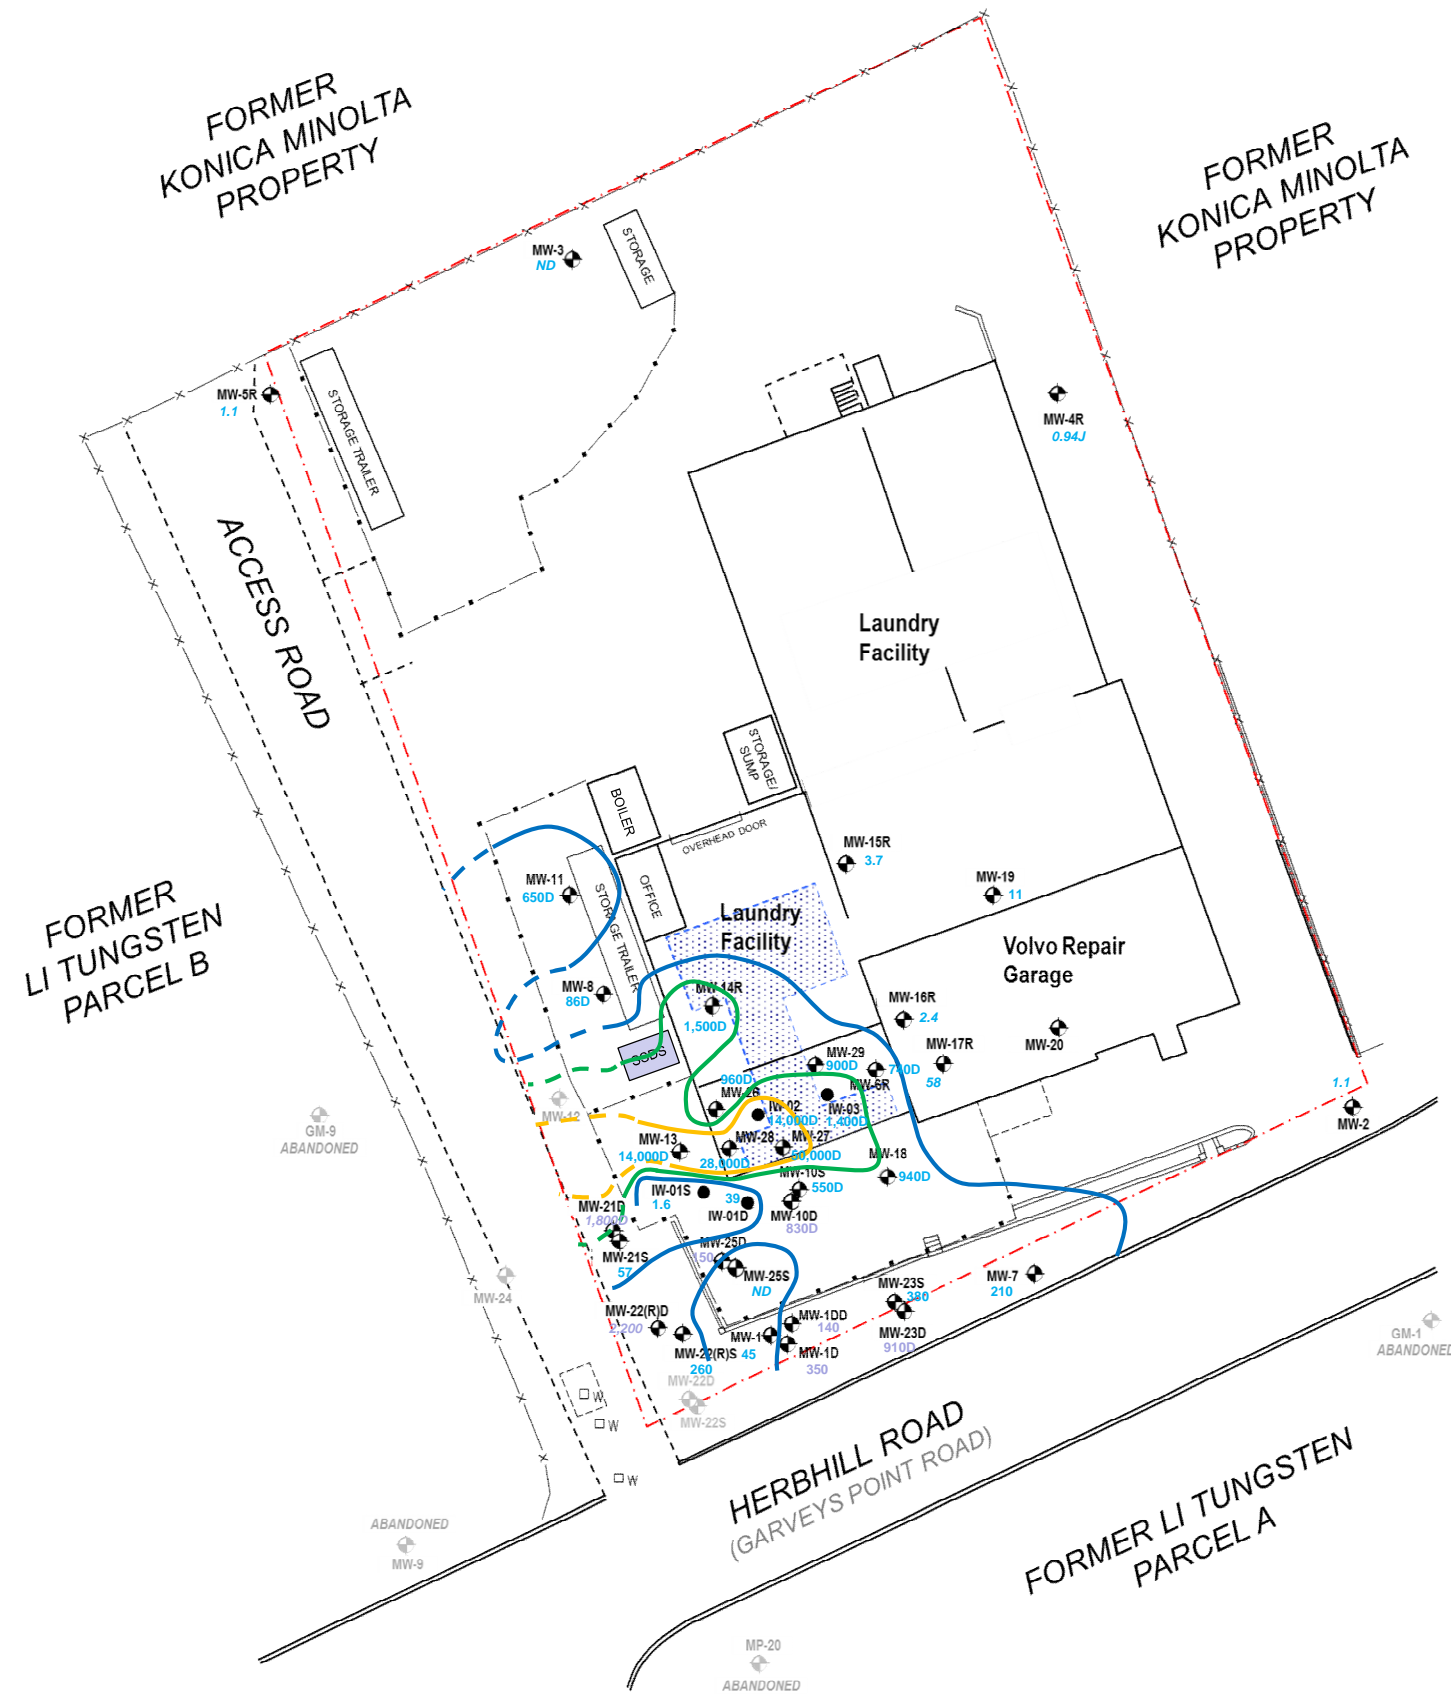 FORMER
KONICA MINOLTA
PROPERTY
FORMER
KONICA MINOLTA
PROPERTY
MW-3
ND
STORAGE
MW-5R
1.1
STORAGE TRAILER
MW-4R
0.94J
ACCESS ROAD
Laundry
Facility
STORAGE/
SUMP
BOILER
OVERHEAD DOOR
MW-15R
3.7
MW-11
650D
OFFICE
STORAGE TRAILER
MW-19
11
FORMER
LI TUNGSTEN
PARCEL B
Laundry
Facility
Volvo Repair
Garage
MW-8
86D
MW-14R
1,500D
MW-16R
2.4
MW-20
MW-17R
58
SSDS
MW-29
900D
740D
MW-6R
960D
MW-26
MW-12
IW-02
14,000D
IW-03
1,400D
1.1
MW-2
GM-9
ABANDONED
MW-13
14,000D
MW-28
28,000D
MW-27
60,000D
MW-18
940D
MW-10S
550D
IW-01S
1.6
39
IW-01D
MW-10D
830D
MW-21D
1,800D
MW-21S
57
MW-25D
150
MW-25S
ND
MW-24
MW-7
210
MW-23S
380
MW-23D
910D
MW-22(R)D
2,200
MW-22(R)S
260
MW-1
45
MW-1DD
140
MW-1D
350
MW-22D
MW-22S
GM-1
ABANDONED
W
W
W
HERBHILL ROAD
(GARVEYS POINT ROAD)
FORMER LI TUNGSTEN
PARCEL A
ABANDONED
MW-9
MP-20
ABANDONED